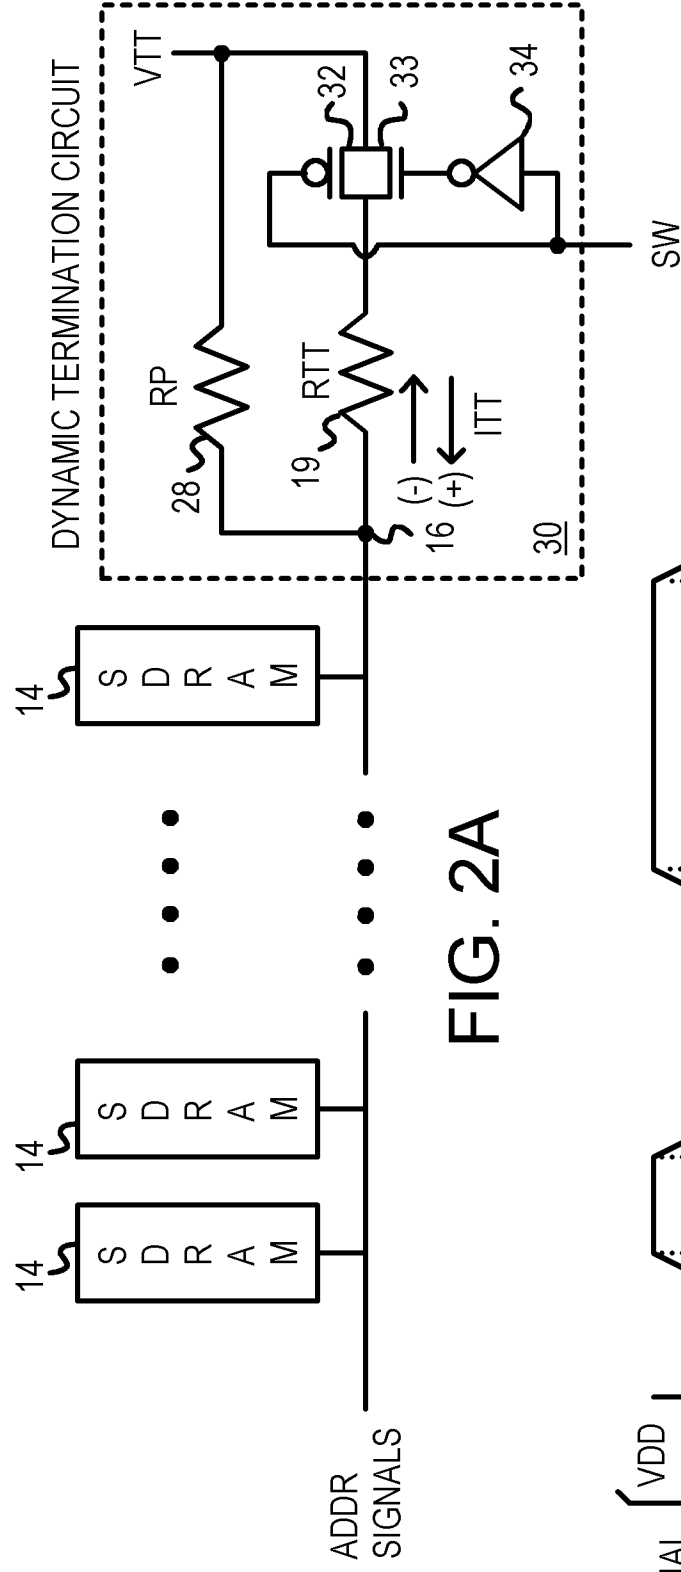 DYNAMIC TERMINATION CIRCUIT
VTT
14
14
14
S D R A M
S D R A M
S D R A M
28
RP
32
33
34
19
RTT
16
(-)
(+)
ITT
30
SW
ADDR
SIGNALS
FIG. 2A
VDD